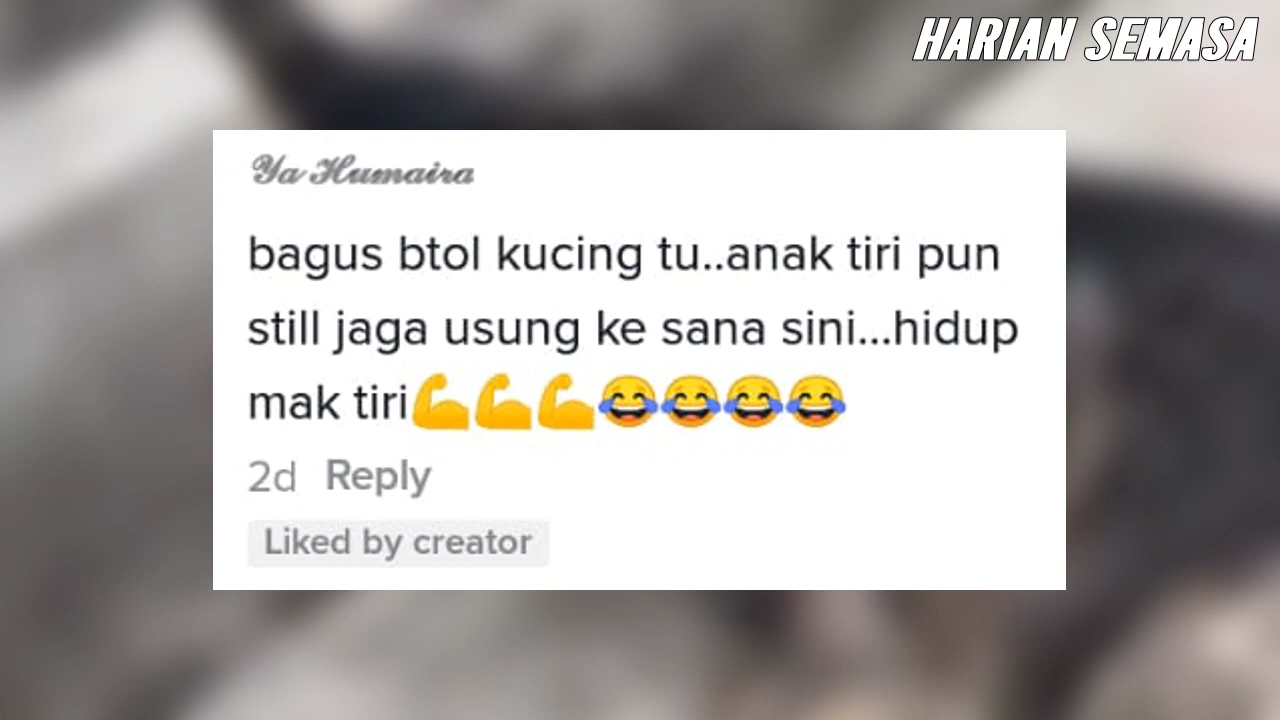 HARIAN SEMASA
Ya Humaira
bagus btol kucing tu..anak tiri pun
still jaga usung ke sana sini...hidup
mak tiri💪💪💪😂😂😂😂
2d Reply
Liked by creator